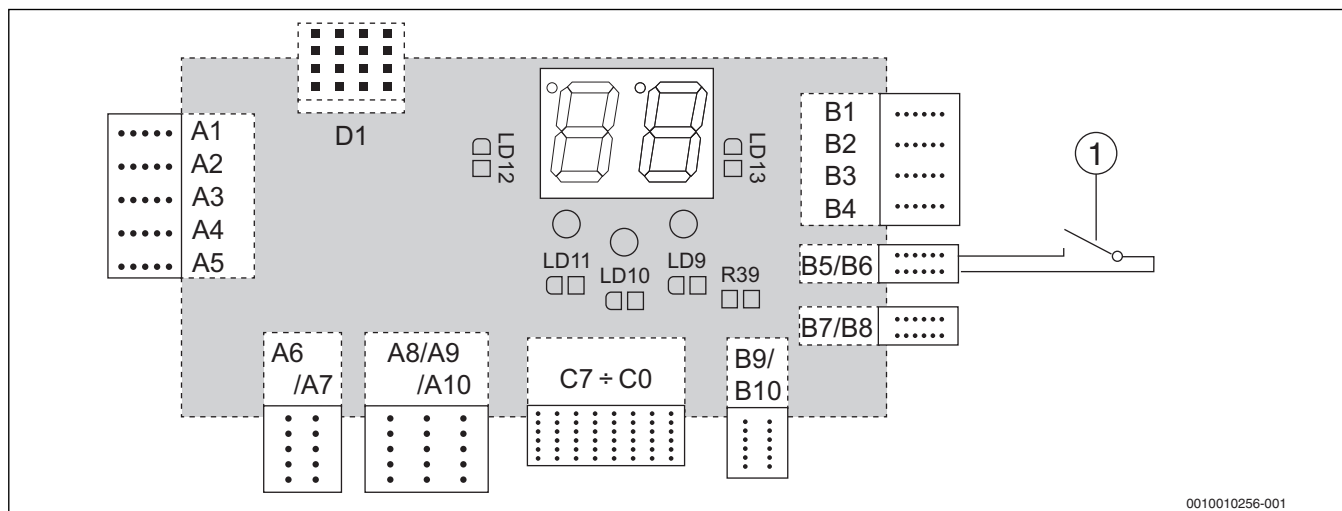 D1
A1
A2
A3
A4
A5
LD12
LD13
B1
B2
B3
B4
1
LD11
LD10
LD9
R39
B5/B6
B7/B8
A6
/A7
A8/A9
/A10
C7 ÷ C0
B9/
B10
0010010256-001